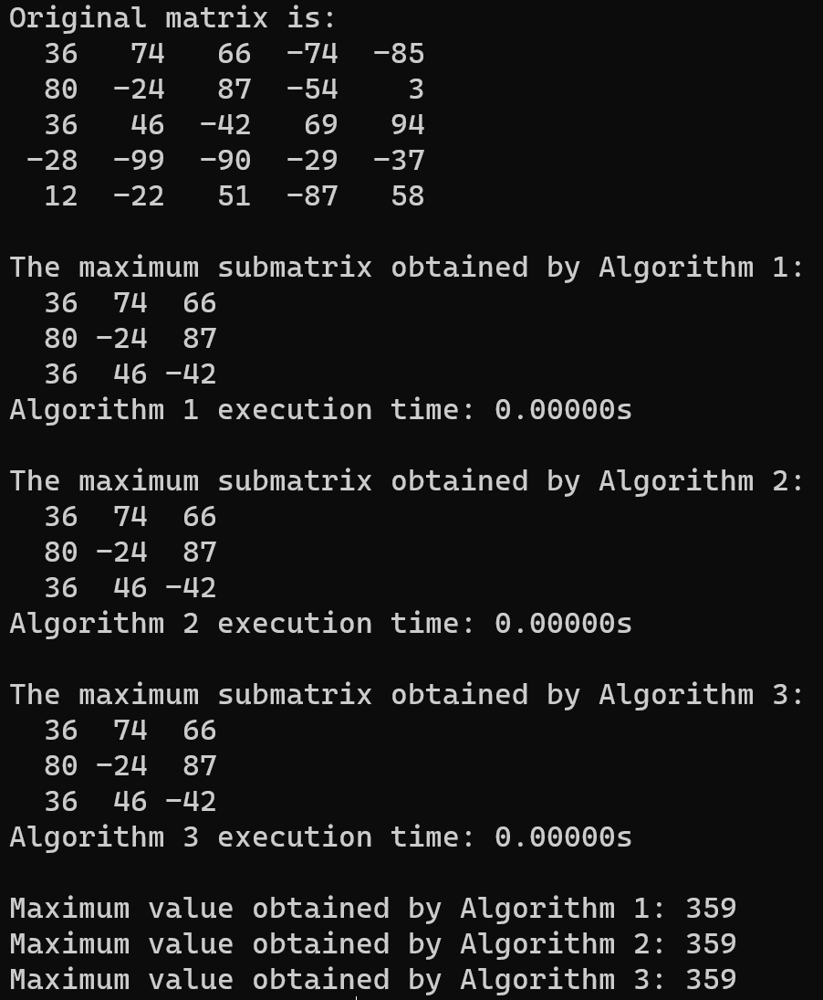 Original matrix is:
36 74 66 -74 -85
80 -24 87 -54 3
36 46 -42 69 94
-28 -99 -90 -29 -37
12 -22 51 -87 58
The maximum submatrix obtained by Algorithm 1:
36 74 66
80 -24 87
36 46 -42
Algorithm 1 execution time: 0.00000s
The maximum submatrix obtained by Algorithm 2:
36 74 66
80 -24 87
36 46 -42
Algorithm 2 execution time: 0.00000s
The maximum submatrix obtained by Algorithm 3:
36 74 66
80 -24 87
36 46 -42
Algorithm 3 execution time: 0.00000s
Maximum value obtained by Algorithm 1: 359
Maximum value obtained by Algorithm 2: 359
Maximum value obtained by Algorithm 3: 359